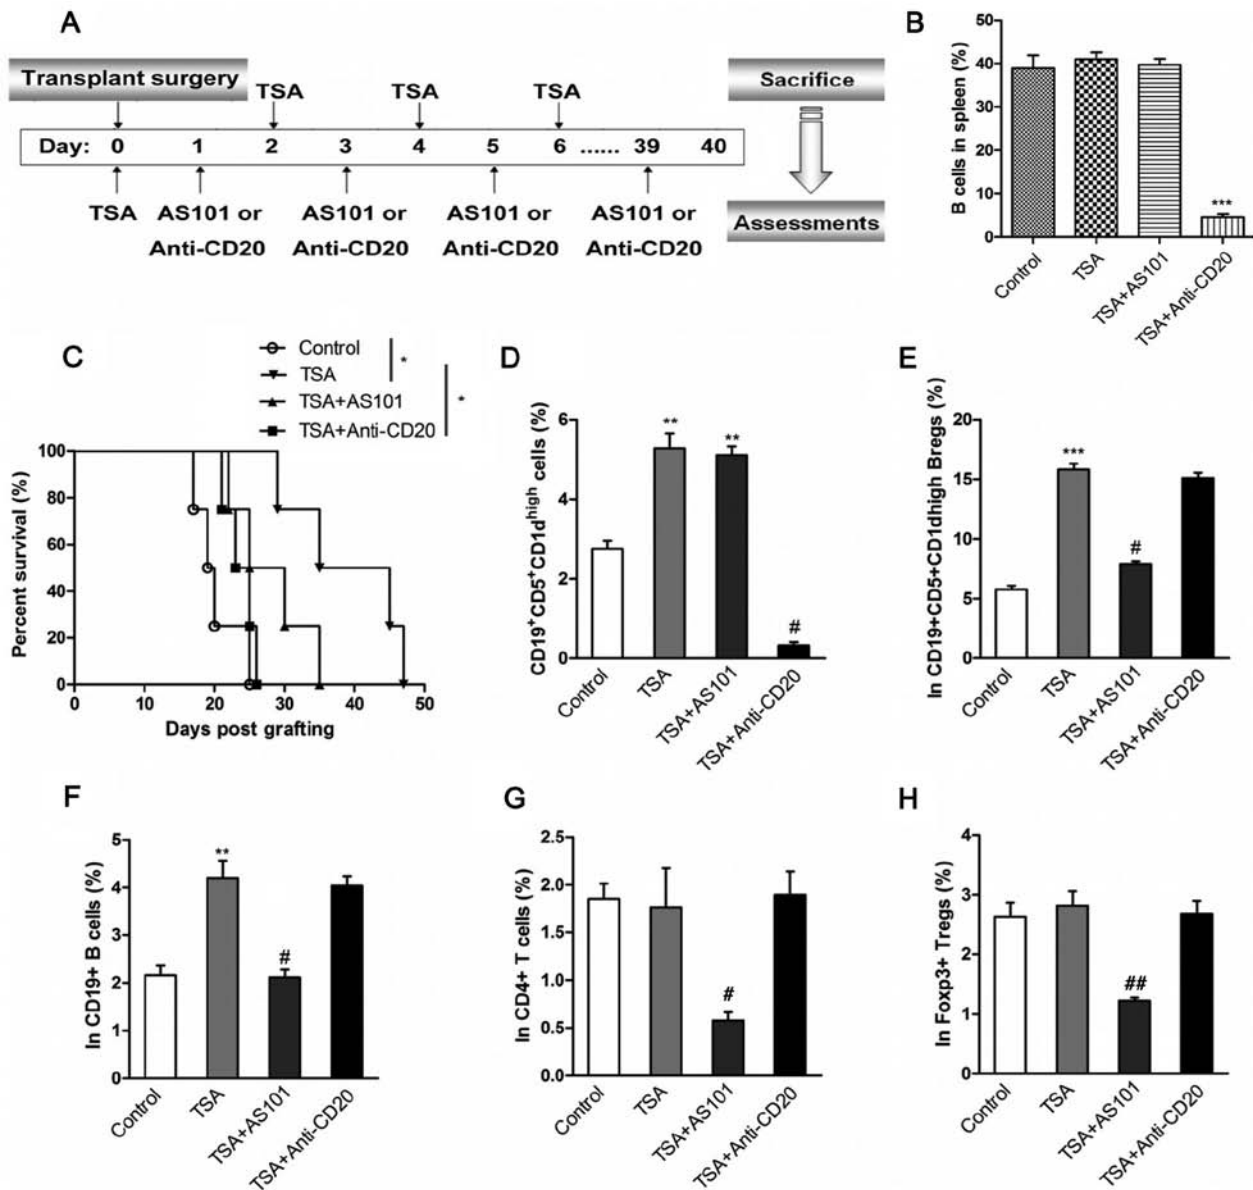 A
Transplant surgery
TSA TSA TSA
Day: 0 1 2 3 4 5 6 ...... 39 40
TSA AS101 or AS101 or AS101 or AS101 or
Anti-CD20 Anti-CD20 Anti-CD20 Anti-CD20
Sacrifice
Assessments
B
B cells in spleen (%)
50
40
30
20
10
0
***
Control TSA TSA+AS101 TSA+Anti-CD20
C
Control
TSA
TSA+AS101
TSA+Anti-CD20
*
*
Percent survival (%)
100
80
60
40
20
0
0 10 20 30 40 50
Days post grafting
D
CD19+CD5+CD1dhigh cells (%)
6
4
2
0
** ** #
Control TSA TSA+AS101 TSA+Anti-CD20
E
In CD19+CD5+CD1dhigh Bregs (%)
20
15
10
5
0
*** #
Control TSA TSA+AS101 TSA+Anti-CD20
F
In CD19+ B cells (%)
5
4
3
2
1
0
** #
Control TSA TSA+AS101 TSA+Anti-CD20
G
In CD4+ T cells (%)
2.5
2.0
1.5
1.0
0.5
0.0
#
Control TSA TSA+AS101 TSA+Anti-CD20
H
In Foxp3+ Tregs (%)
4
3
2
1
0
##
Control TSA TSA+AS101 TSA+Anti-CD20